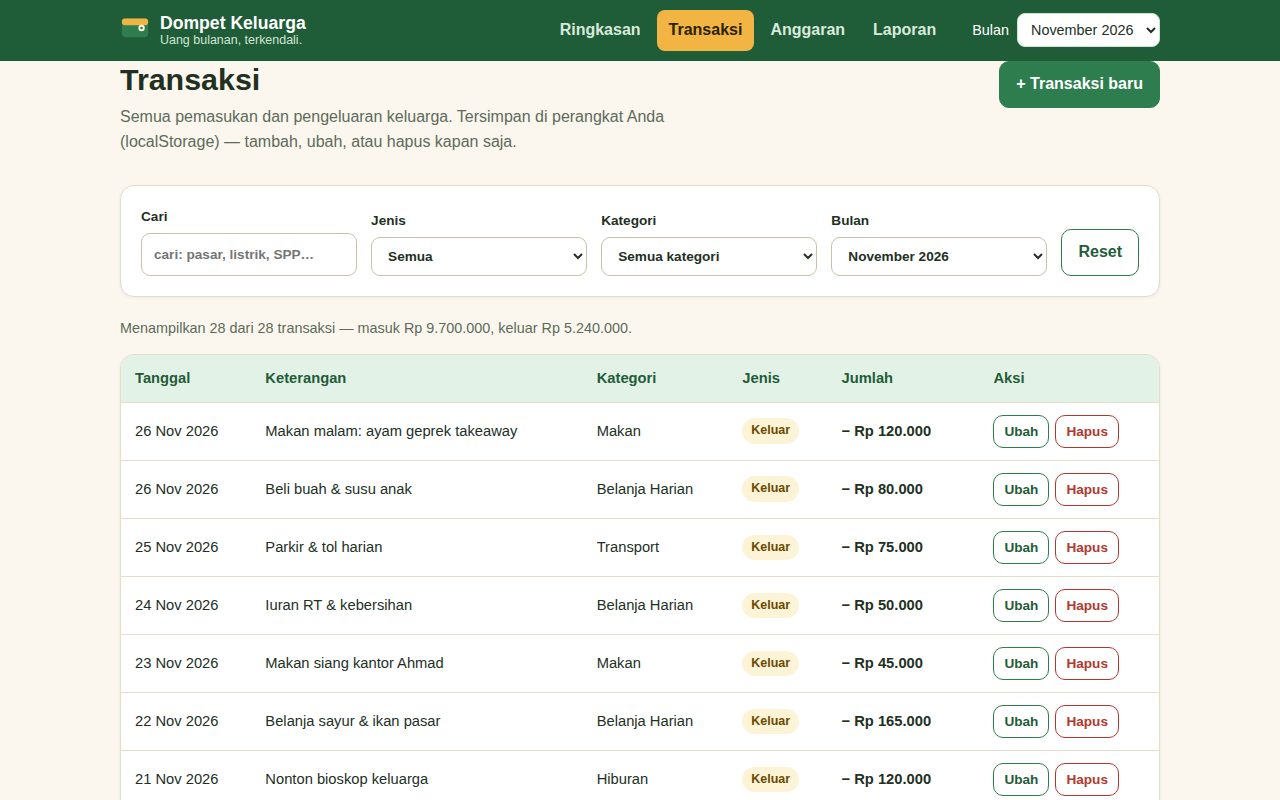 Dompet Keluarga
Uang bulanan, terkendali.
Ringkasan Transaksi Anggaran Laporan Bulan November 2026
Transaksi
+ Transaksi baru
Semua pemasukan dan pengeluaran keluarga. Tersimpan di perangkat Anda
(localStorage) — tambah, ubah, atau hapus kapan saja.
Cari Jenis Kategori Bulan
cari: pasar, listrik, SPP… Semua Semua kategori November 2026 Reset
Menampilkan 28 dari 28 transaksi — masuk Rp 9.700.000, keluar Rp 5.240.000.
Tanggal Keterangan Kategori Jenis Jumlah Aksi
26 Nov 2026 Makan malam: ayam geprek takeaway Makan Keluar − Rp 120.000 Ubah Hapus
26 Nov 2026 Beli buah & susu anak Belanja Harian Keluar − Rp 80.000 Ubah Hapus
25 Nov 2026 Parkir & tol harian Transport Keluar − Rp 75.000 Ubah Hapus
24 Nov 2026 Iuran RT & kebersihan Belanja Harian Keluar − Rp 50.000 Ubah Hapus
23 Nov 2026 Makan siang kantor Ahmad Makan Keluar − Rp 45.000 Ubah Hapus
22 Nov 2026 Belanja sayur & ikan pasar Belanja Harian Keluar − Rp 165.000 Ubah Hapus
21 Nov 2026 Nonton bioskop keluarga Hiburan Keluar − Rp 120.000 Ubah Hapus